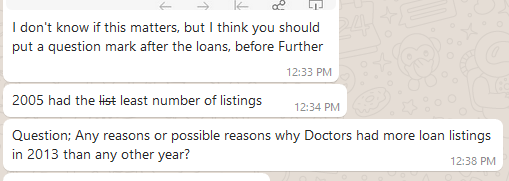 I don't know if this matters, but I think you should
put a question mark after the loans, before Further
12:33 PM
2005 had the list least number of listings
12:34 PM
Question; Any reasons or possible reasons why Doctors had more loan listings
in 2013 than any other year?
12:38 PM